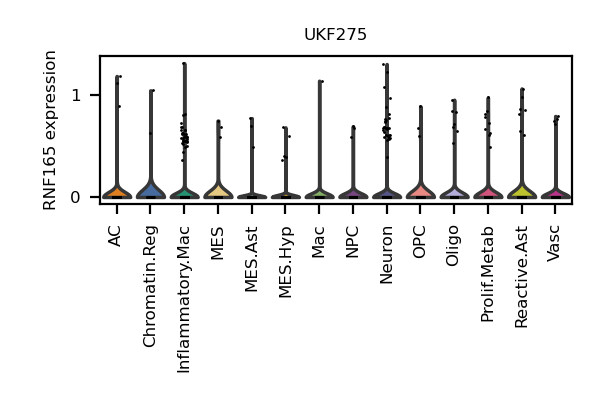 UKF275
RNF165 expression
1
0
AC
Chromatin.Reg
Inflammatory.Mac
MES
MES.Ast
MES.Hyp
Mac
NPC
Neuron
OPC
Oligo
Prolif.Metab
Reactive.Ast
Vasc